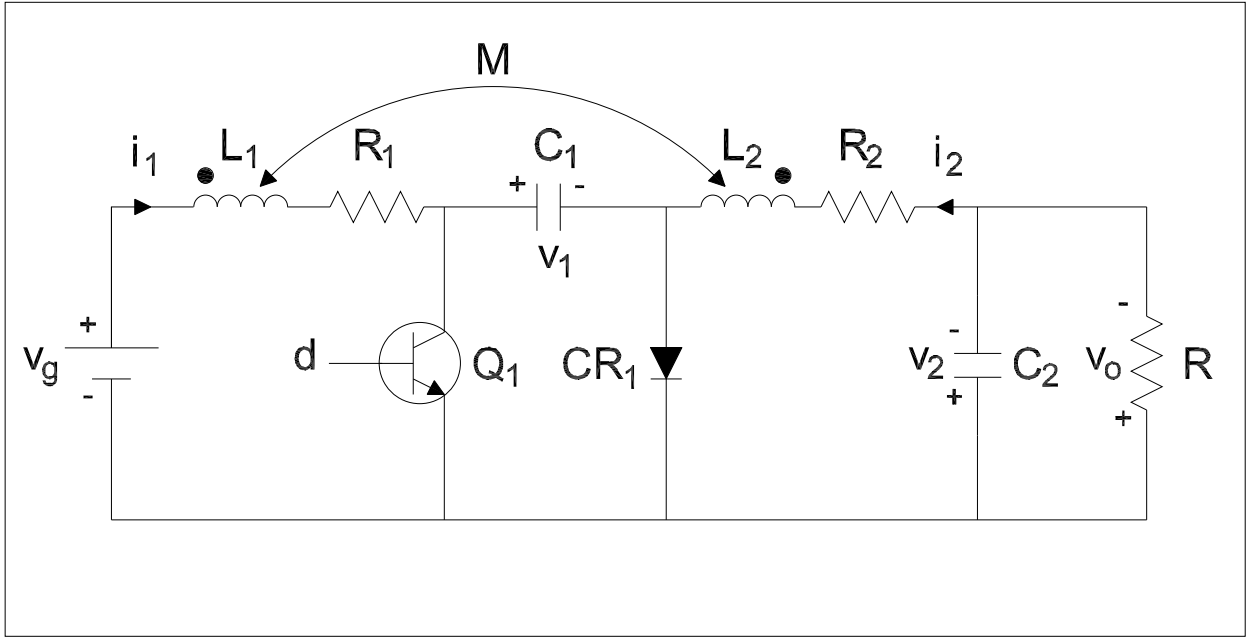 M
i1 L1 R1 C1 L2 R2 i2
+ -
v1
+ - -
vg d Q1 CR1 v2 C2 vo R
- + +